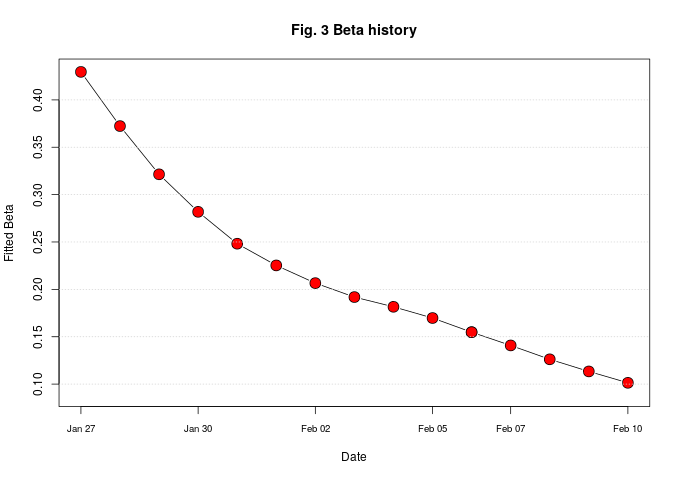 Fig. 3 Beta history
Fitted Beta
0.40
0.35
0.30
0.25
0.20
0.15
0.10
Jan 27
Jan 30
Feb 02
Feb 05
Feb 07
Feb 10
Date